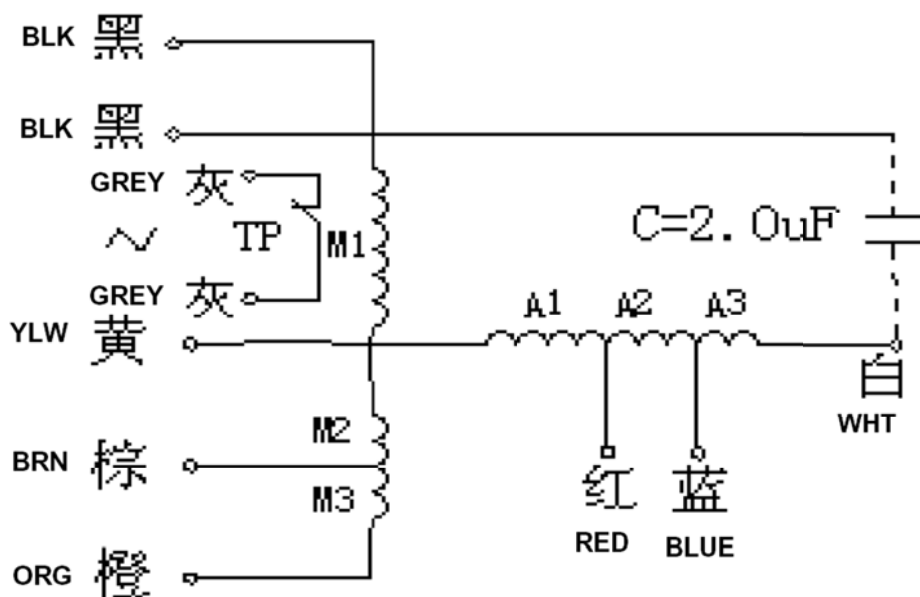 BLK 黑
BLK 黑
GREY 灰
TP
M1
C=2.0uF
GREY 灰
A1 A2 A3
YLW 黄
白
WHT
M2
BRN 棕
M3
红 蓝
RED BLUE
ORG 橙